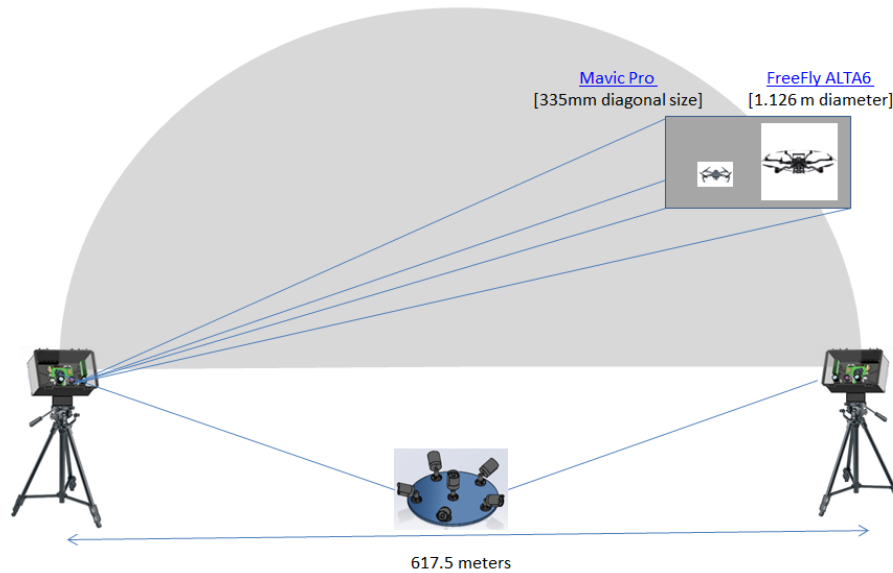 Mavic Pro
[335mm diagonal size]
FreeFly ALTA6
[1.126 m diameter]
617.5 meters